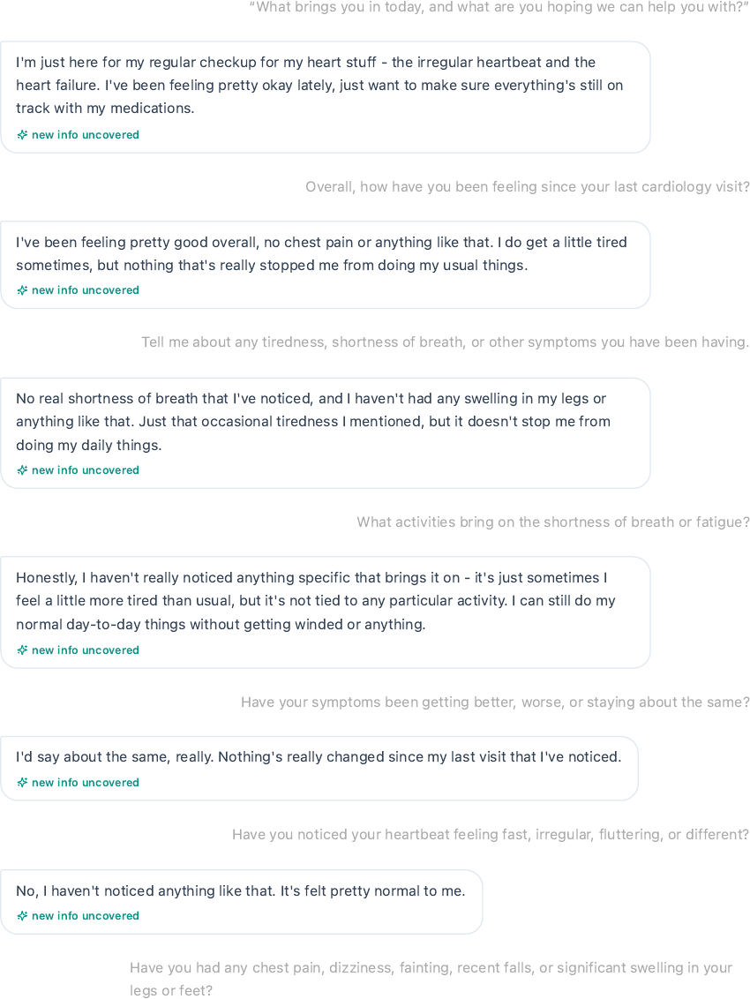 “What brings you in today, and what are you hoping we can help you with?”
I'm just here for my regular checkup for my heart stuff - the irregular heartbeat and the
heart failure. I've been feeling pretty okay lately, just want to make sure everything's still on
track with my medications.
new info uncovered
Overall, how have you been feeling since your last cardiology visit?
I've been feeling pretty good overall, no chest pain or anything like that. I do get a little tired
sometimes, but nothing that's really stopped me from doing my usual things.
new info uncovered
Tell me about any tiredness, shortness of breath, or other symptoms you have been having.
No real shortness of breath that I've noticed, and I haven't had any swelling in my legs or
anything like that. Just that occasional tiredness I mentioned, but it doesn't stop me from
doing my daily things.
new info uncovered
What activities bring on the shortness of breath or fatigue?
Honestly, I haven't really noticed anything specific that brings it on - it's just sometimes I
feel a little more tired than usual, but it's not tied to any particular activity. I can still do my
normal day-to-day things without getting winded or anything.
new info uncovered
Have your symptoms been getting better, worse, or staying about the same?
I'd say about the same, really. Nothing's really changed since my last visit that I've noticed.
new info uncovered
Have you noticed your heartbeat feeling fast, irregular, fluttering, or different?
No, I haven't noticed anything like that. It's felt pretty normal to me.
new info uncovered
Have you had any chest pain, dizziness, fainting, recent falls, or significant swelling in your
legs or feet?